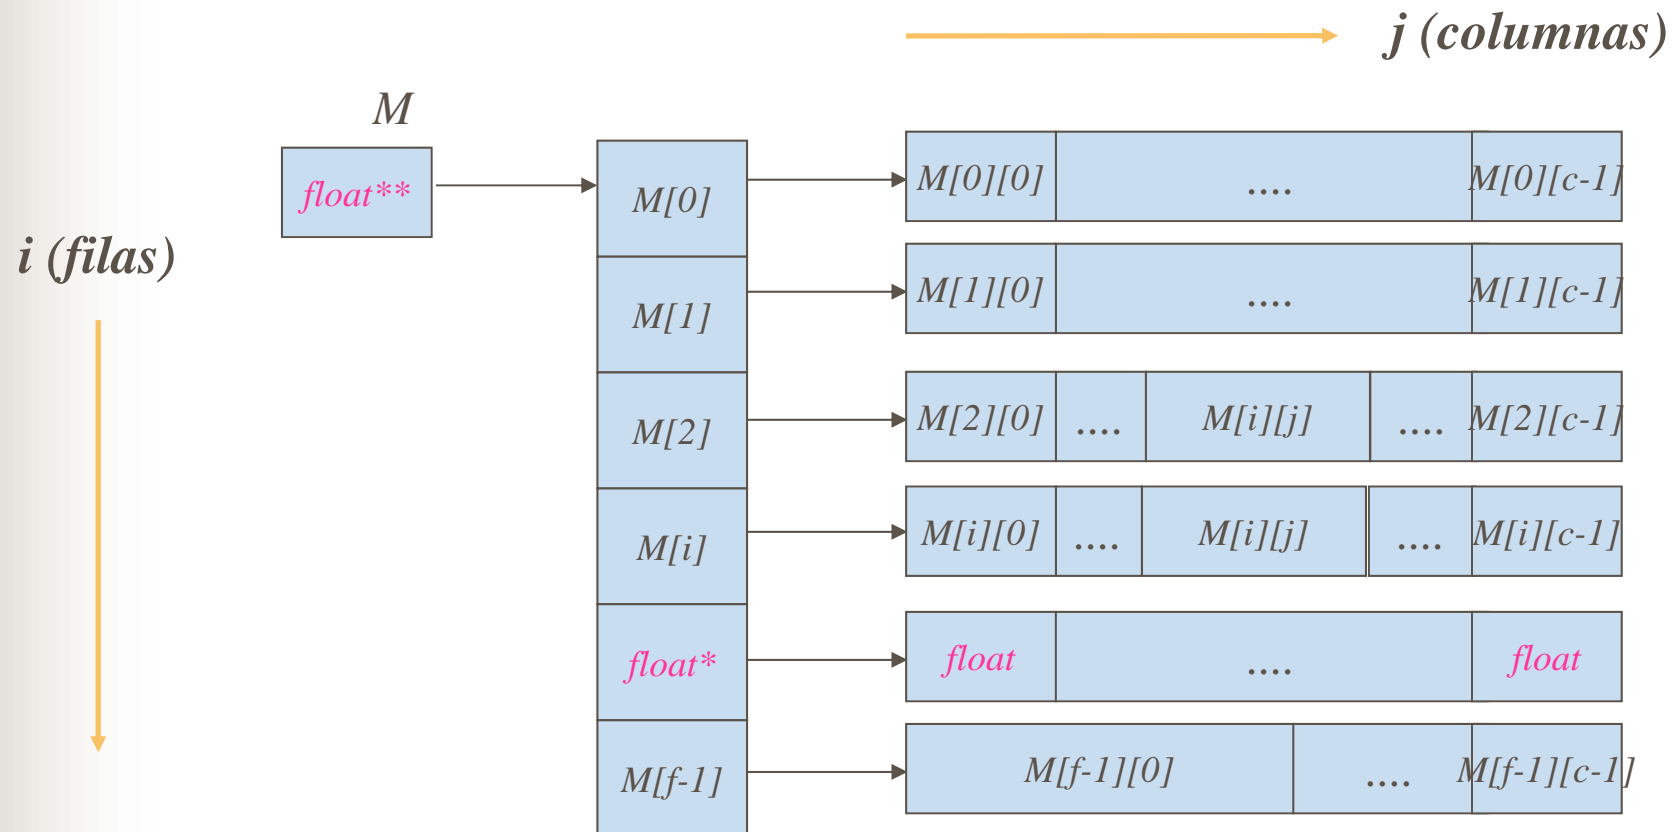 j (columnas)
M
float**
i (filas)
M[0] M[0][0] .... M[0][c-1]
M[1] M[1][0] .... M[1][c-1]
M[2] M[2][0] .... M[i][j] .... M[2][c-1]
M[i] M[i][0] .... M[i][j] .... M[i][c-1]
float* float .... float
M[f-1] M[f-1][0] .... M[f-1][c-1]